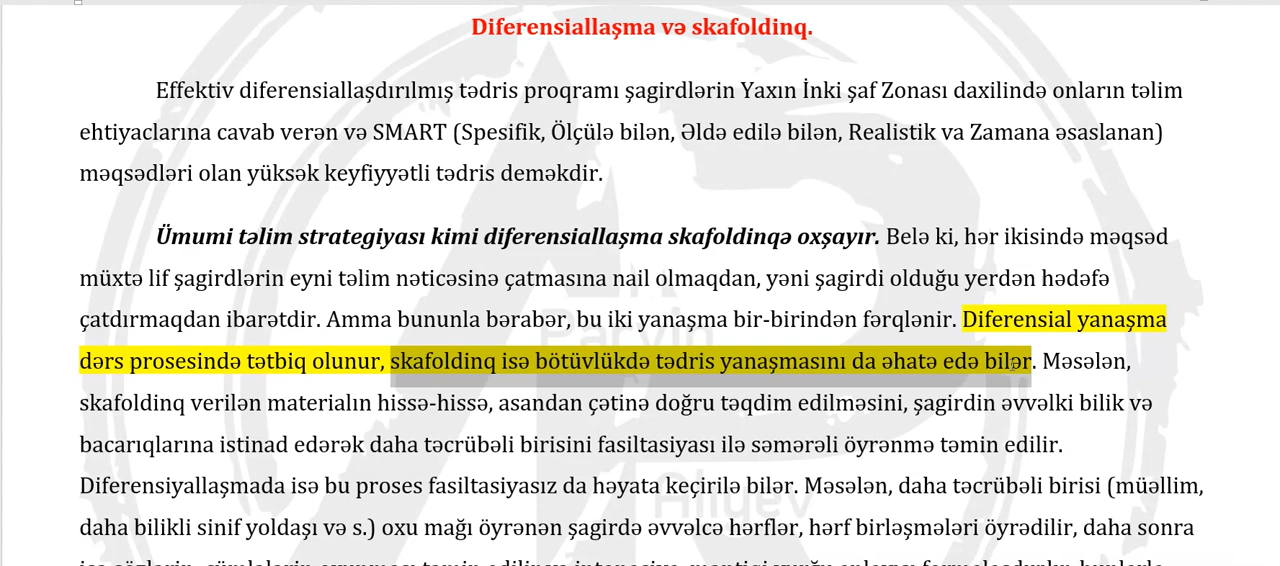 Diferensiallaşma və skafoldinq.
Effektiv diferensiallaşdırılmış tədris proqramı şagirdlərin Yaxın İnki şaf Zonası daxilində onların təlim
ehtiyaclarına cavab verən və SMART (Spesifik, Ölçülə bilən, Əldə edilə bilən, Realistik va Zamana əsaslanan)
məqsədləri olan yüksək keyfiyyətli tədris deməkdir.
Ümumi təlim strategiyası kimi diferensiallaşma skafoldinqə oxşayır. Belə ki, hər ikisində məqsəd
müxtə lif şagirdlərin eyni təlim nəticəsinə çatmasına nail olmaqdan, yəni şagirdi olduğu yerdən hədəfə
çatdırmaqdan ibarətdir. Amma bununla bərabər, bu iki yanaşma bir-birindən fərqlənir. Diferensial yanaşma
dərs prosesində tətbiq olunur, skafoldinq isə bötüvlükdə tədris yanaşmasını da əhatə edə bilər. Məsələn,
skafoldinq verilən materialın hissə-hissə, asandan çətinə doğru təqdim edilməsini, şagirdin əvvəlki bilik və
bacarıqlarına istinad edərək daha təcrübəli birisini fasiltasiyası ilə səmərəli öyrənmə təmin edilir.
Diferensiyallaşmada isə bu proses fasiltasiyasız da həyata keçirilə bilər. Məsələn, daha təcrübəli birisi (müəllim,
daha bilikli sinif yoldaşı və s.) oxu mağı öyrənən şagirdə əvvəlcə hərflər, hərf birləşmələri öyrədilir, daha sonra
Parvin
Aliyev